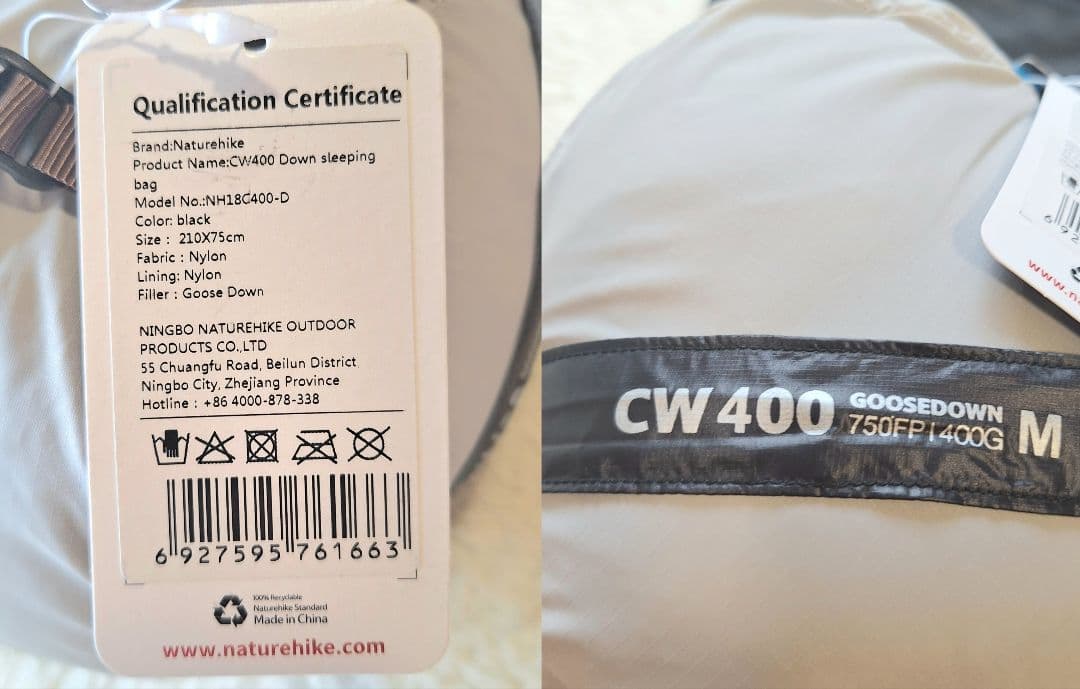 Qualification Certificate
Brand:Naturehike
Product Name:CW400 Down sleeping
bag
Model No.:NH18C400-D
Color: black
Size : 210X75cm
Fabric : Nylon
Lining: Nylon
Filler : Goose Down
NINGBO NATUREHIKE OUTDOOR
PRODUCTS CO.,LTD
55 Chuangfu Road, Beilun District
Ningbo City, Zhejiang Province
Hotline : +86 4000-878-338
6 927595 761663
100% Recyclable
Naturehike Standard
Made in China
www.naturehike.com
CW400 GOOSEDOWN M
750FP|400G
www.n